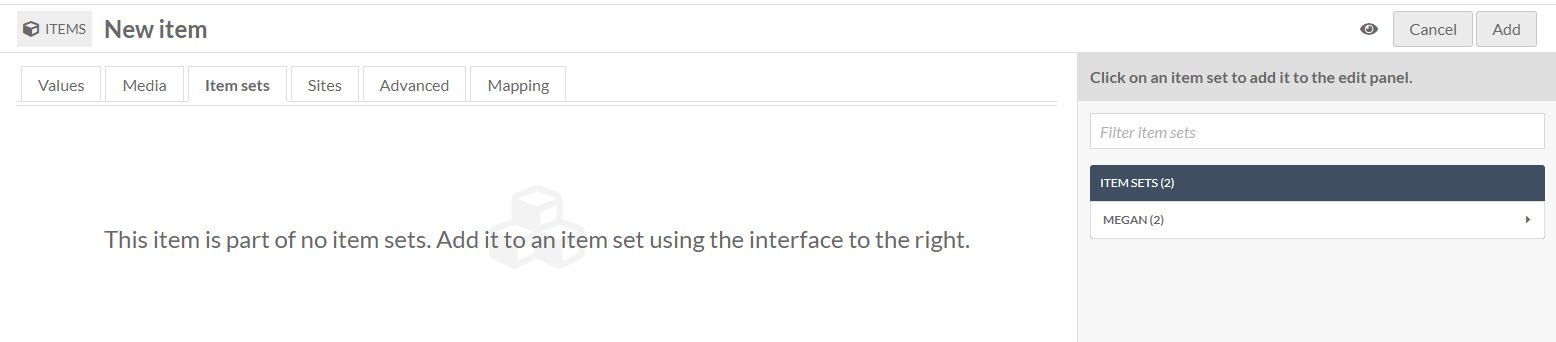 ITEMS New item Cancel Add
Values Media Item sets Sites Advanced Mapping
Click on an item set to add it to the edit panel.
Filter item sets
ITEM SETS (2)
MEGAN (2)
This item is part of no item sets. Add it to an item set using the interface to the right.